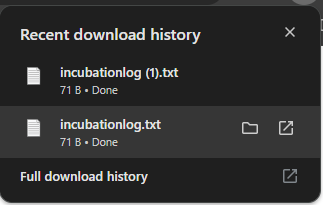 Recent download history
incubationlog (1).txt
71 B • Done
incubationlog.txt
71 B • Done
Full download history